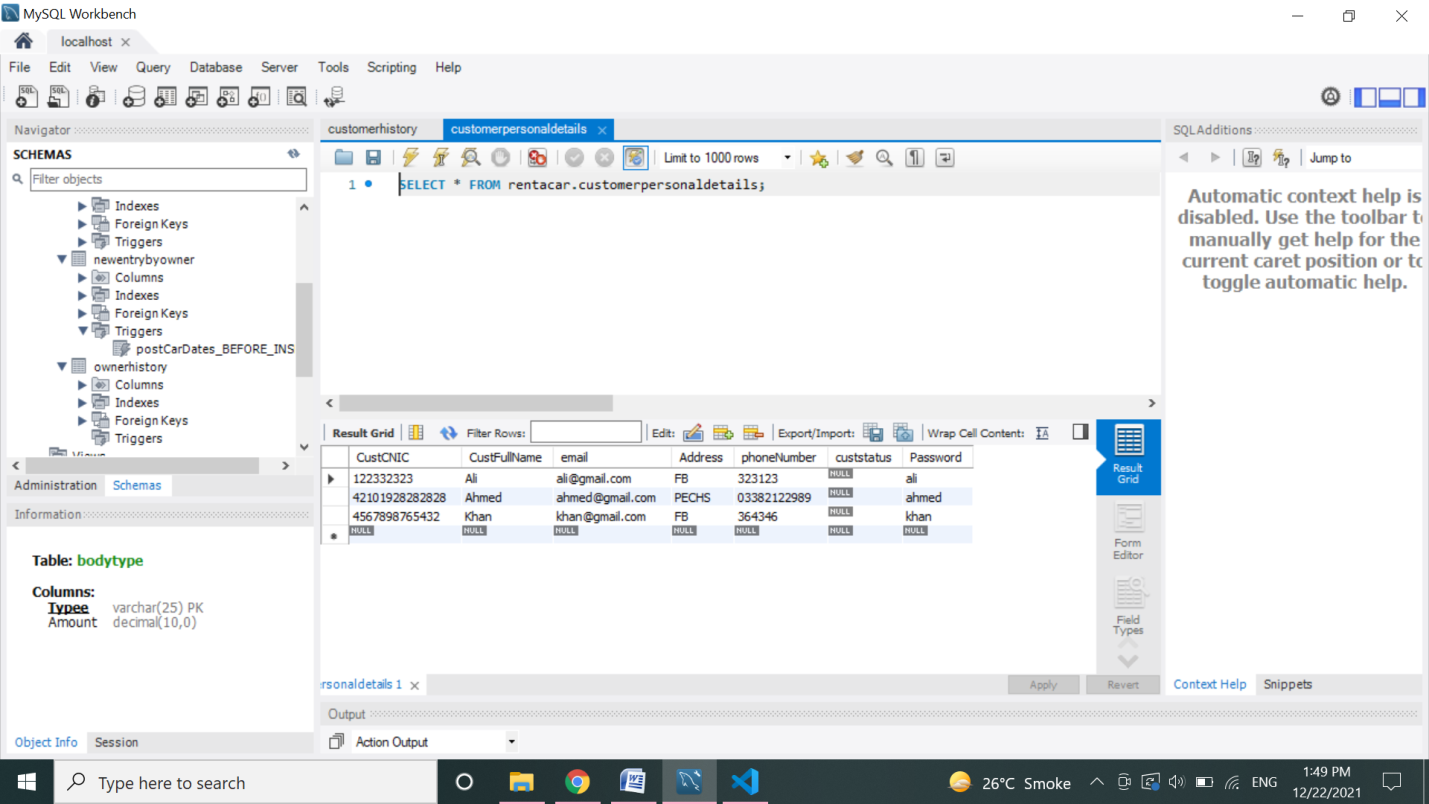 MySQL Workbench
localhost
File Edit View Query Database Server Tools Scripting Help
Navigator
SCHEMAS
Filter objects
Indexes
Foreign Keys
Triggers
newentrybyowner
Columns
Indexes
Foreign Keys
Triggers
postCarDates_BEFORE_INS
ownerhistory
Columns
Indexes
Foreign Keys
Triggers
Views
Administration Schemas
Information
Table: bodytype
Columns:
Typee varchar(25) PK
Amount decimal(10,0)
Object Info Session
customerhistory customerpersonaldetails
Limit to 1000 rows
1 SELECT * FROM rentacar.customerpersonaldetails;
Result Grid Filter Rows: Edit: Export/Import: Wrap Cell Content:
CustCNIC CustFullName email Address phoneNumber custstatus Password
122332323 Ali ali@gmail.com FB 323123 NULL ali
42101928282828 Ahmed ahmed@gmail.com PECHS 03382122989 NULL ahmed
4567898765432 Khan khan@gmail.com FB 364346 NULL khan
NULL NULL NULL NULL NULL NULL NULL
Result
Grid
Form
Editor
Field
Types
rsonaldetails 1
Apply Revert
Output
Action Output
SQLAdditions
Jump to
Automatic context help is
disabled. Use the toolbar to
manually get help for the
current caret position or to
toggle automatic help.
Context Help Snippets
Type here to search
26°C Smoke
ENG
1:49 PM
12/22/2021